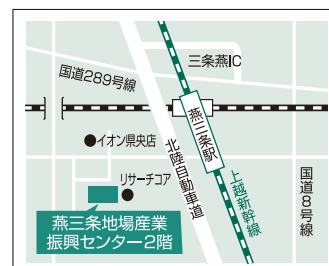 三条燕IC
国道289号線
燕三条駅
イオン県央店
北陸自動車道
リサーチコア
上越新幹線
国道8号線
燕三条地場産業
振興センター2階